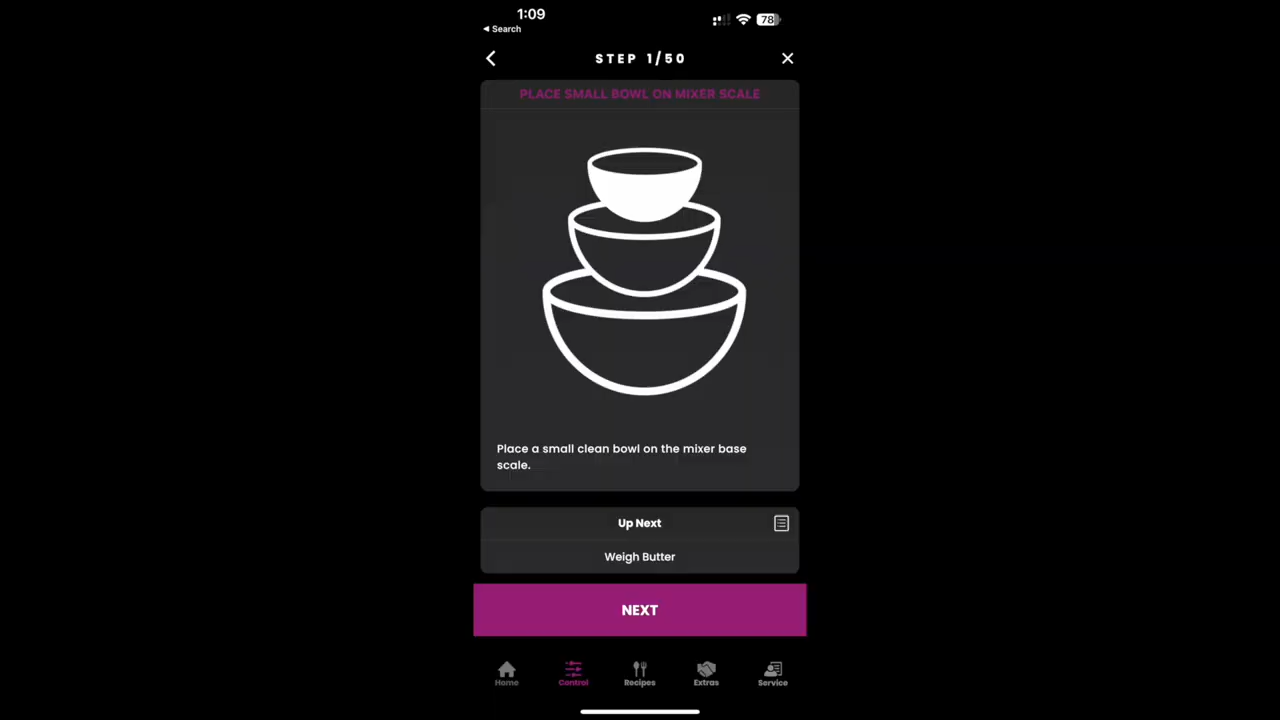 1:09
78
◀ Search
STEP 1/50
PLACE SMALL BOWL ON MIXER SCALE
Place a small clean bowl on the mixer base
scale.
Up Next
Weigh Butter
NEXT
Home Control Recipes Extras Service